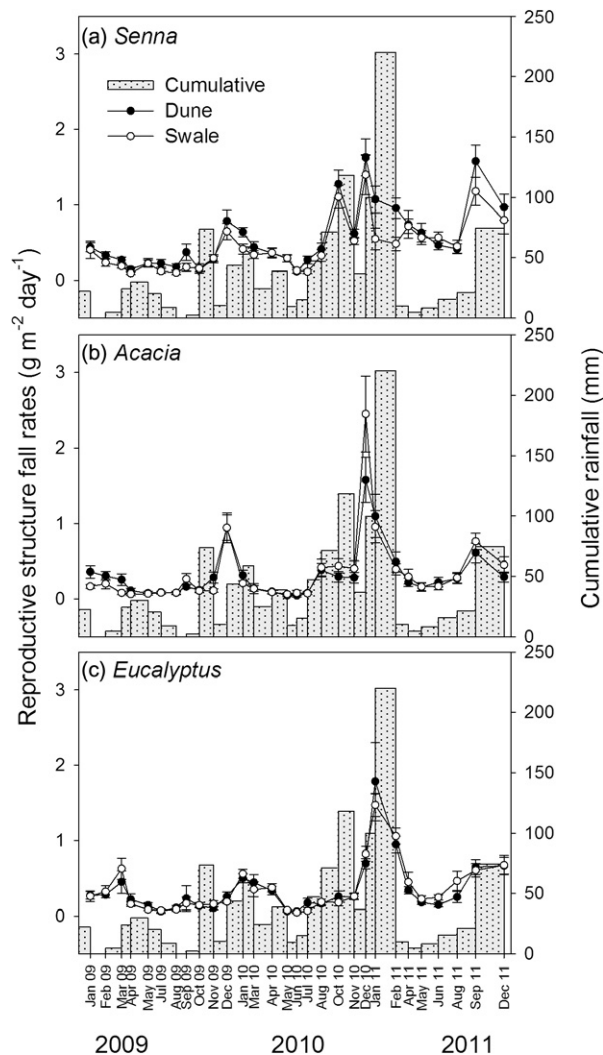 (a) Senna
Cumulative
Dune
Swale
3
2
1
0
250
200
150
100
50
0
(b) Acacia
3
2
1
0
250
200
150
100
50
0
(c) Eucalyptus
3
2
1
0
250
200
150
100
50
0
Reproductive structure fall rates (g m⁻² day⁻¹)
Cumulative rainfall (mm)
Jan 09
Feb 09
Mar 09
Apr 09
May 09
Jul 09
Aug 09
Sep 09
Oct 09
Nov 09
Dec 09
Jan 10
Feb 10
Apr 10
May 10
Jun 10
Jul 10
Aug 10
Oct 10
Nov 10
Dec 10
Jan 11
Feb 11
Apr 11
May 11
Jul 11
Aug 11
Sep 11
Dec 11
2009
2010
2011